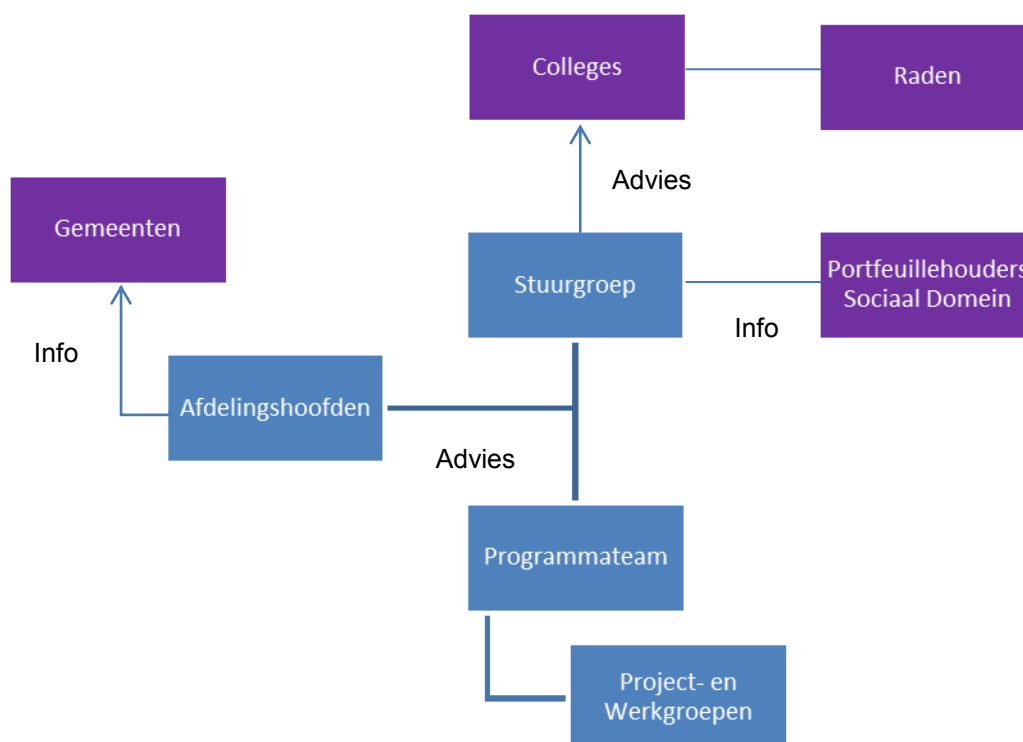 Colleges
Raden
Advies
Gemeenten
Stuurgroep
Portfeuillehouders
Sociaal Domein
Info
Info
Afdelingshoofden
Advies
Programmateam
Project- en
Werkgroepen